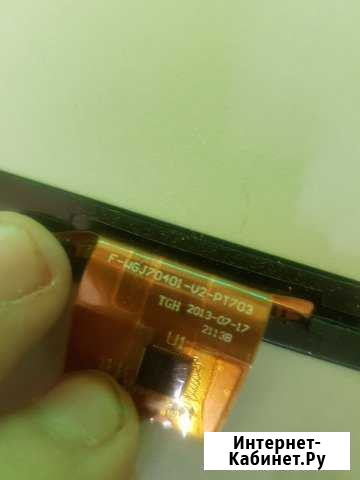 F-WGJ70401-V2-PT703
TGH 2013-07-17
2113B
U1
Интернет-
Кабинет.Ру